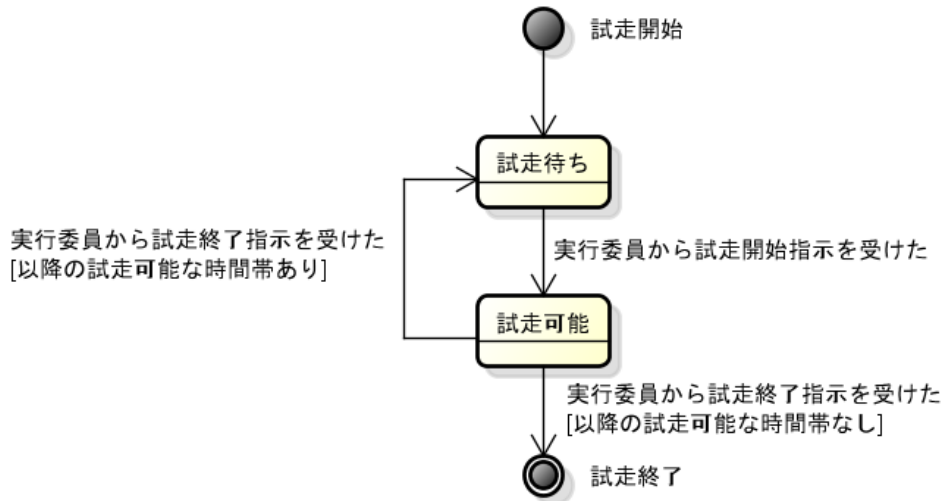 試走開始
試走待ち
実行委員から試走終了指示を受けた
[以降の試走可能な時間帯あり]
実行委員から試走開始指示を受けた
試走可能
実行委員から試走終了指示を受けた
[以降の試走可能な時間帯なし]
試走終了